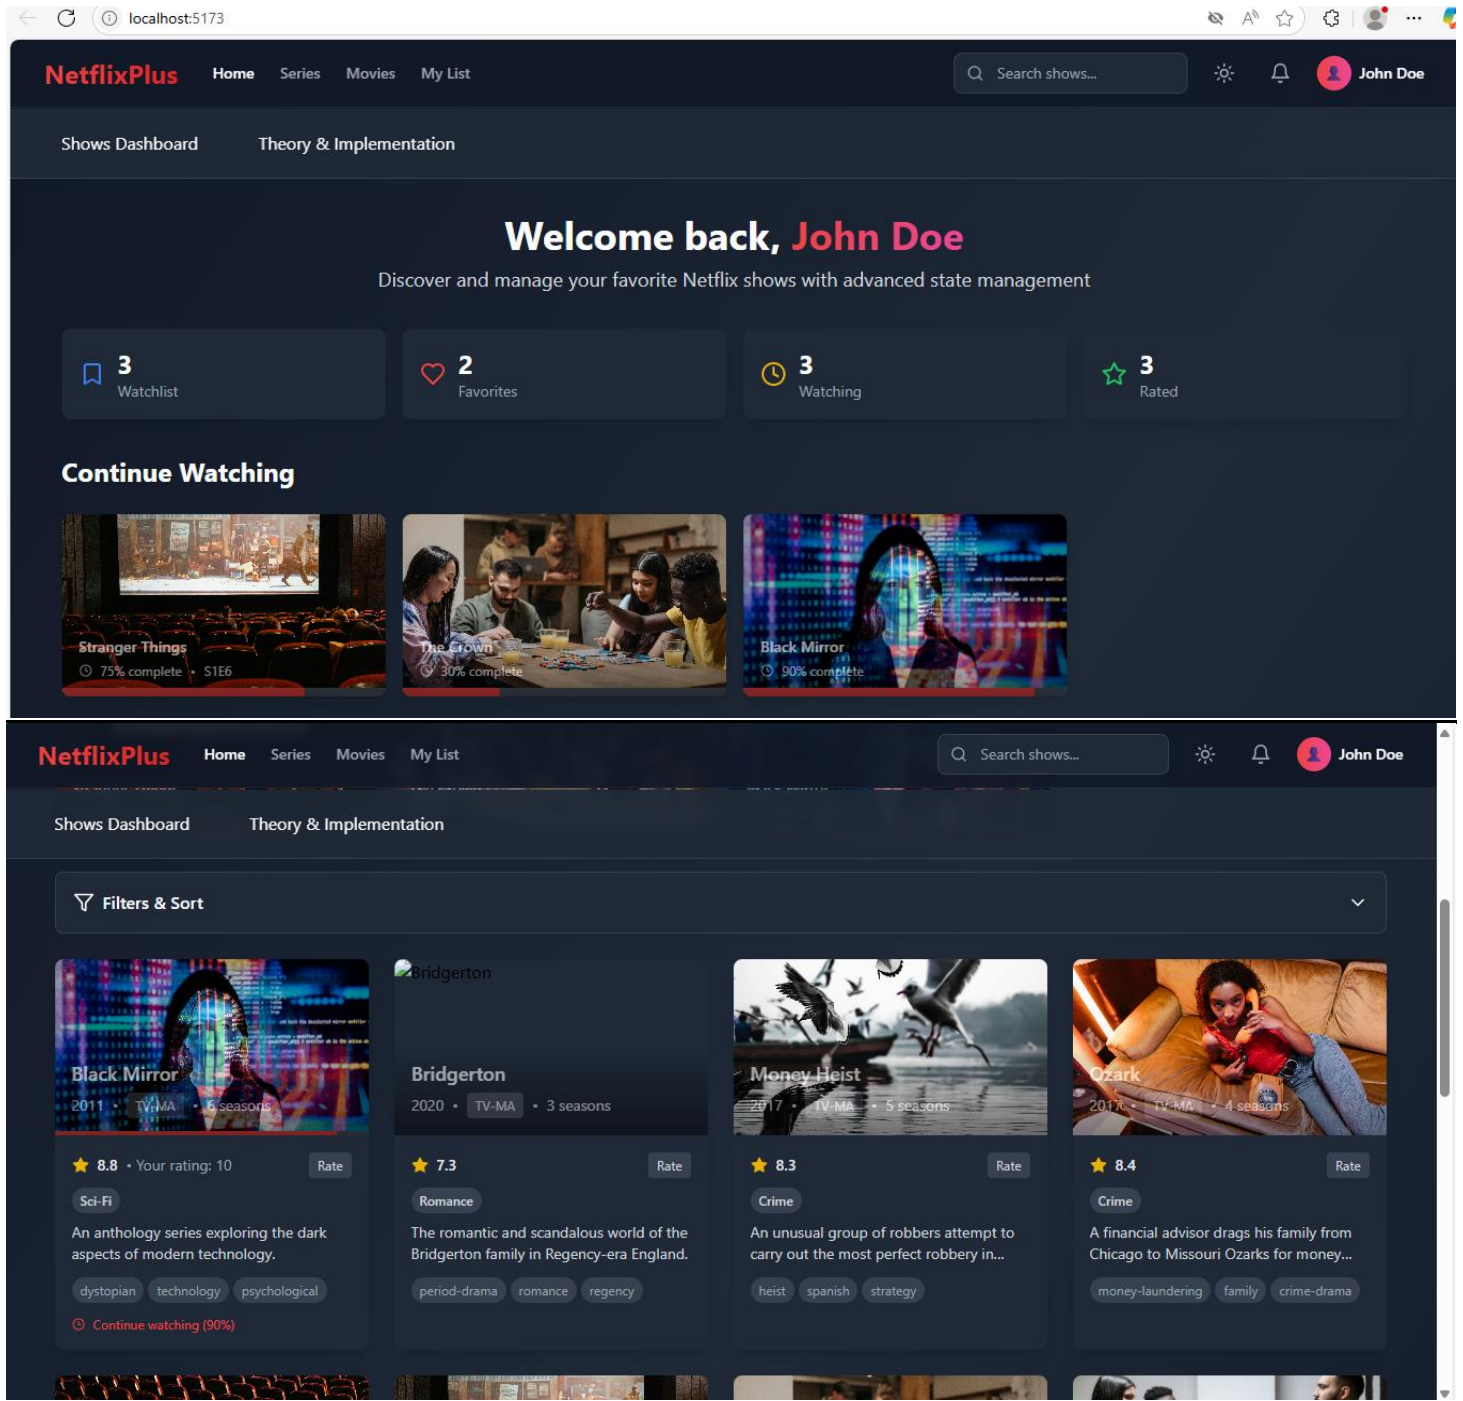 localhost:5173
NetflixPlus Home Series Movies My List Search shows... John Doe
Shows Dashboard Theory & Implementation
Welcome back, John Doe
Discover and manage your favorite Netflix shows with advanced state management
3 2 3 3
Watchlist Favorites Watching Rated
Continue Watching
Stranger Things The Crown Black Mirror
75% complete • S1E6 30% complete 90% complete
NetflixPlus Home Series Movies My List Search shows... John Doe
Shows Dashboard Theory & Implementation
Filters & Sort
Bridgerton
Black Mirror Bridgerton Money Heist Ozark
2011 • TV-MA • 6 seasons 2020 • TV-MA • 3 seasons 2017 • TV-MA • 5 seasons 2017 • TV-MA • 4 seasons
8.8 • Your rating: 10 Rate 7.3 Rate 8.3 Rate 8.4 Rate
Sci-Fi Romance Crime Crime
An anthology series exploring the dark The romantic and scandalous world of the An unusual group of robbers attempt to A financial advisor drags his family from
aspects of modern technology. Bridgerton family in Regency-era England. carry out the most perfect robbery in... Chicago to Missouri Ozarks for money...
dystopian technology psychological period-drama romance regency heist spanish strategy money-laundering family crime-drama
Continue watching (90%)